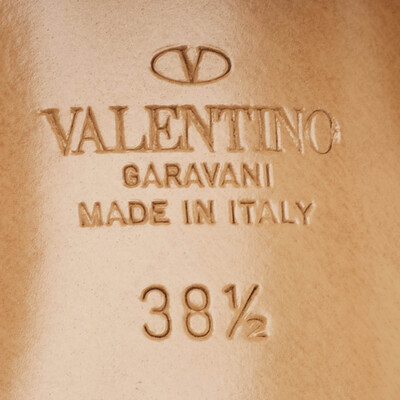 V
VALENTINO
GARAVANI
MADE IN ITALY
38½